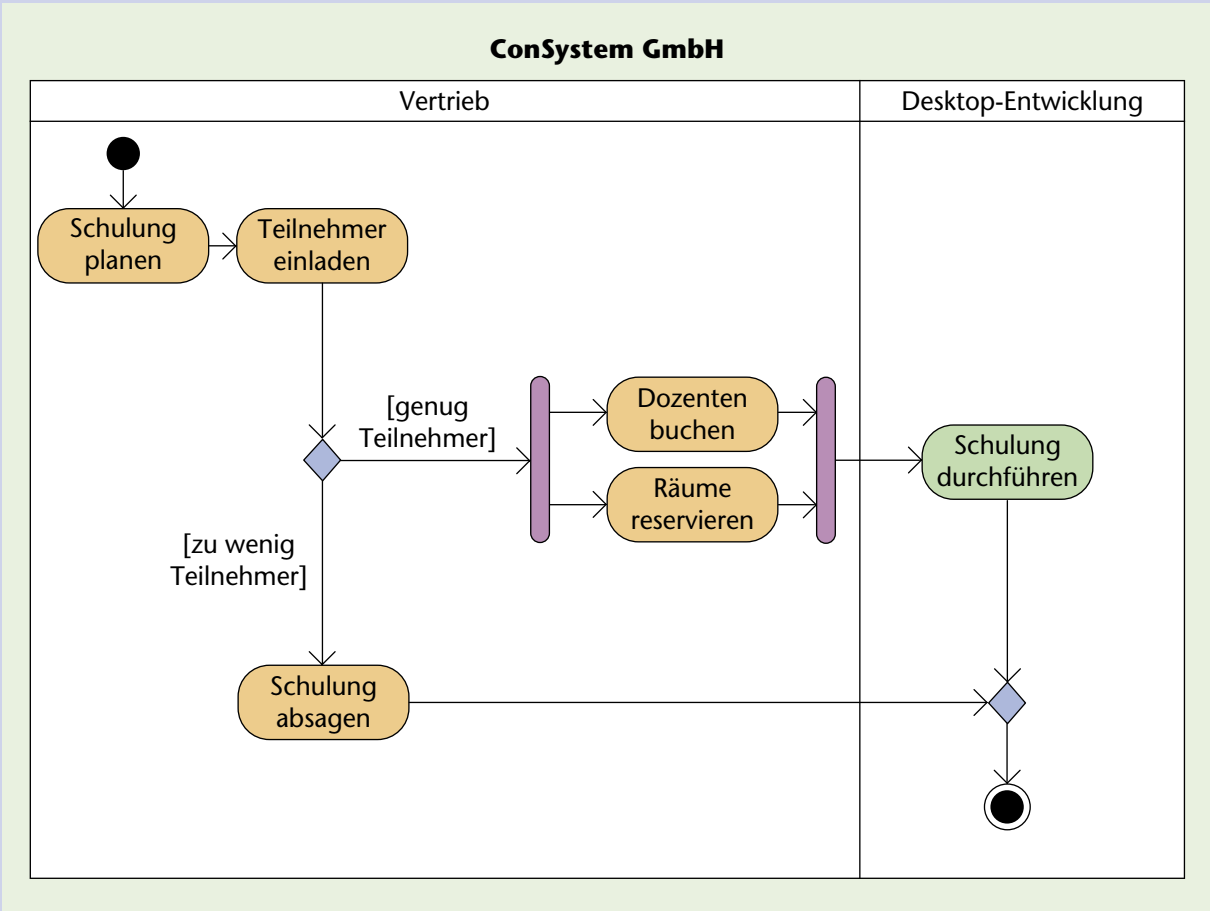 ConSystem GmbH
Vertrieb
Desktop-Entwicklung
Schulung
planen
Teilnehmer
einladen
[genug
Teilnehmer]
Dozenten
buchen
Räume
reservieren
Schulung
durchführen
[zu wenig
Teilnehmer]
Schulung
absagen